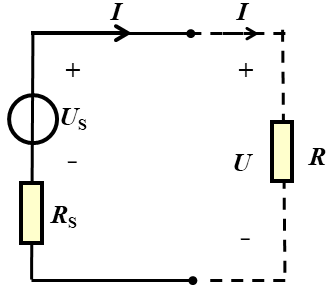 I I
+ +
U_S
− U R
R_S
−